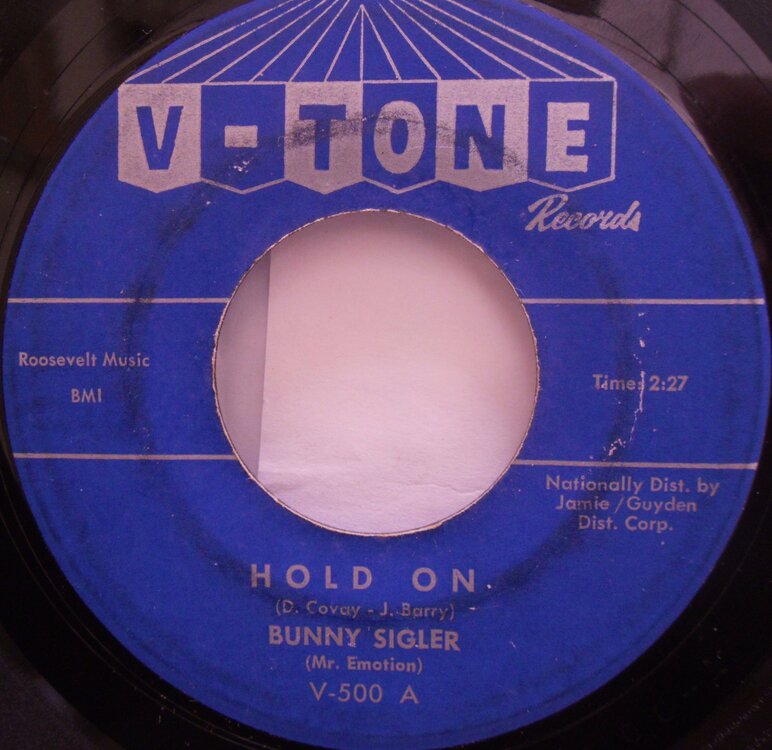 V-TONE
Records
Roosevelt Music
BMI
Time: 2:27
Nationally Dist. by
Jamie/Guyden
Dist. Corp.
HOLD ON
(D. Covay - J. Barry)
BUNNY SIGLER
(Mr. Emotion)
V-500 A